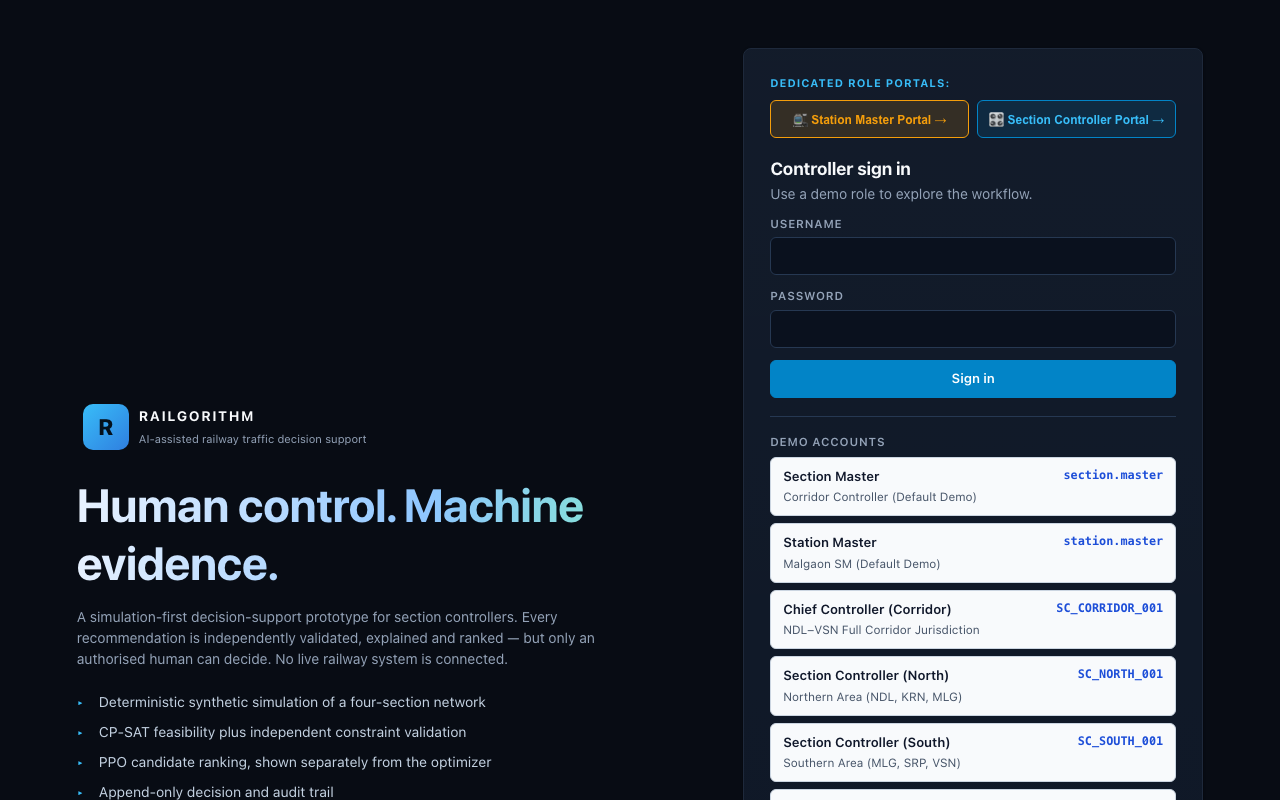 DEDICATED ROLE PORTALS:
Station Master Portal →
Section Controller Portal →
Controller sign in
Use a demo role to explore the workflow.
USERNAME
PASSWORD
Sign in
DEMO ACCOUNTS
Section Master section.master
Corridor Controller (Default Demo)
Station Master station.master
Malgaon SM (Default Demo)
Chief Controller (Corridor) SC_CORRIDOR_001
NDL–VSN Full Corridor Jurisdiction
Section Controller (North) SC_NORTH_001
Northern Area (NDL, KRN, MLG)
Section Controller (South) SC_SOUTH_001
Southern Area (MLG, SRP, VSN)
R
RAILGORITHM
AI-assisted railway traffic decision support
Human control. Machine
evidence.
A simulation-first decision-support prototype for section controllers. Every
recommendation is independently validated, explained and ranked — but only an
authorised human can decide. No live railway system is connected.
▸ Deterministic synthetic simulation of a four-section network
▸ CP-SAT feasibility plus independent constraint validation
▸ PPO candidate ranking, shown separately from the optimizer
▸ Append-only decision and audit trail